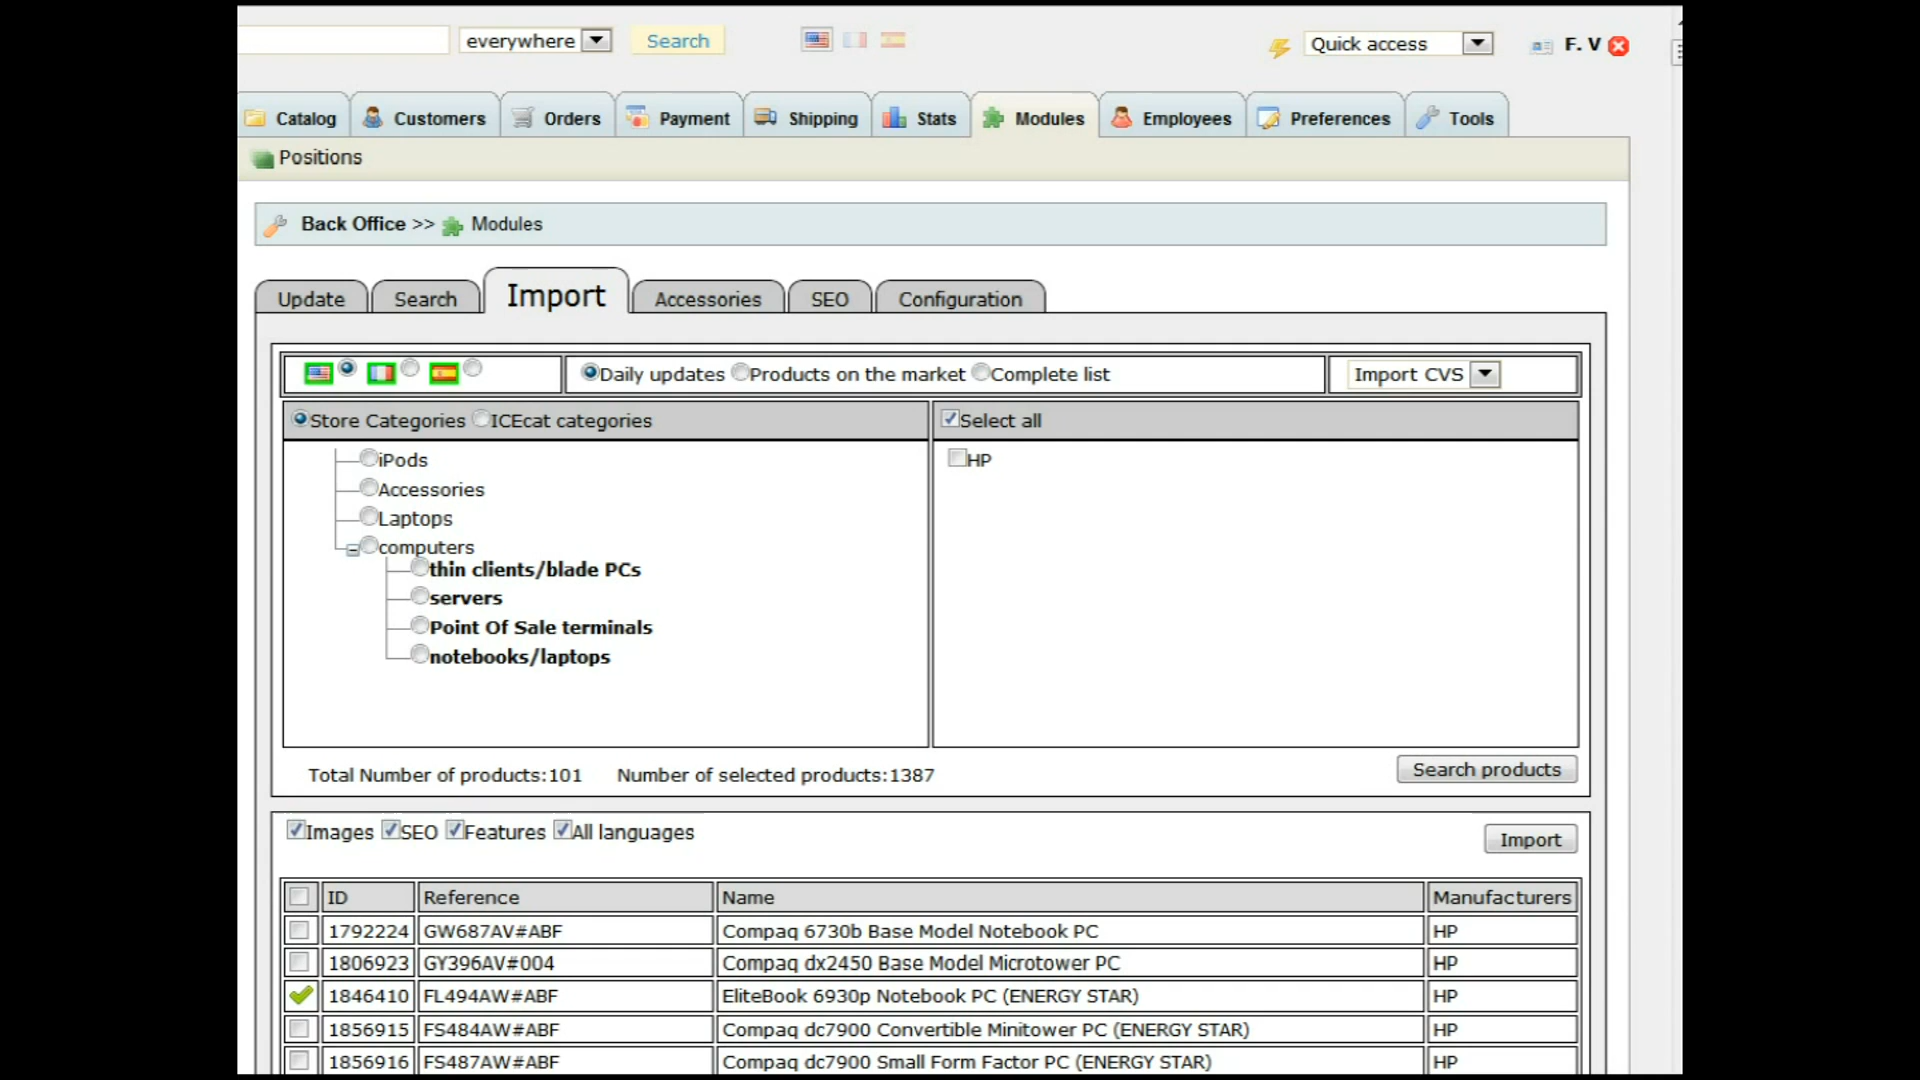 everywhere Search Quick access F. V
Catalog Customers Orders Payment Shipping Stats Modules Employees Preferences Tools
Positions
Back Office >> Modules
Update Search Import Accessories SEO Configuration
Daily updates Products on the market Complete list Import CVS
Store Categories ICEcat categories Select all
iPods HP
Accessories
Laptops
computers
thin clients/blade PCs
servers
Point Of Sale terminals
notebooks/laptops
Total Number of products:101 Number of selected products:1387 Search products
Images SEO Features All languages Import
ID Reference Name Manufacturers
1792224 GW687AV#ABF Compaq 6730b Base Model Notebook PC HP
1806923 GY396AV#004 Compaq dx2450 Base Model Microtower PC HP
1846410 FL494AW#ABF EliteBook 6930p Notebook PC (ENERGY STAR) HP
1856915 FS484AW#ABF Compaq dc7900 Convertible Minitower PC (ENERGY STAR) HP
1856916 FS487AW#ABF Compaq dc7900 Small Form Factor PC (ENERGY STAR) HP